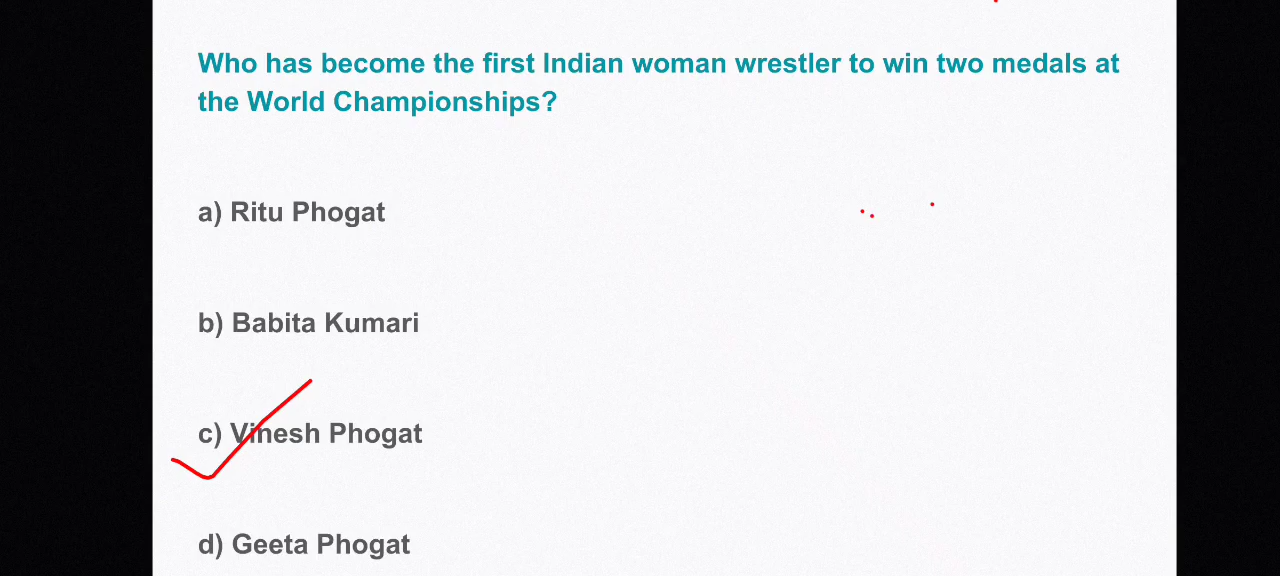 Who has become the first Indian woman wrestler to win two medals at
the World Championships?
a) Ritu Phogat
b) Babita Kumari
c) Vinesh Phogat
d) Geeta Phogat